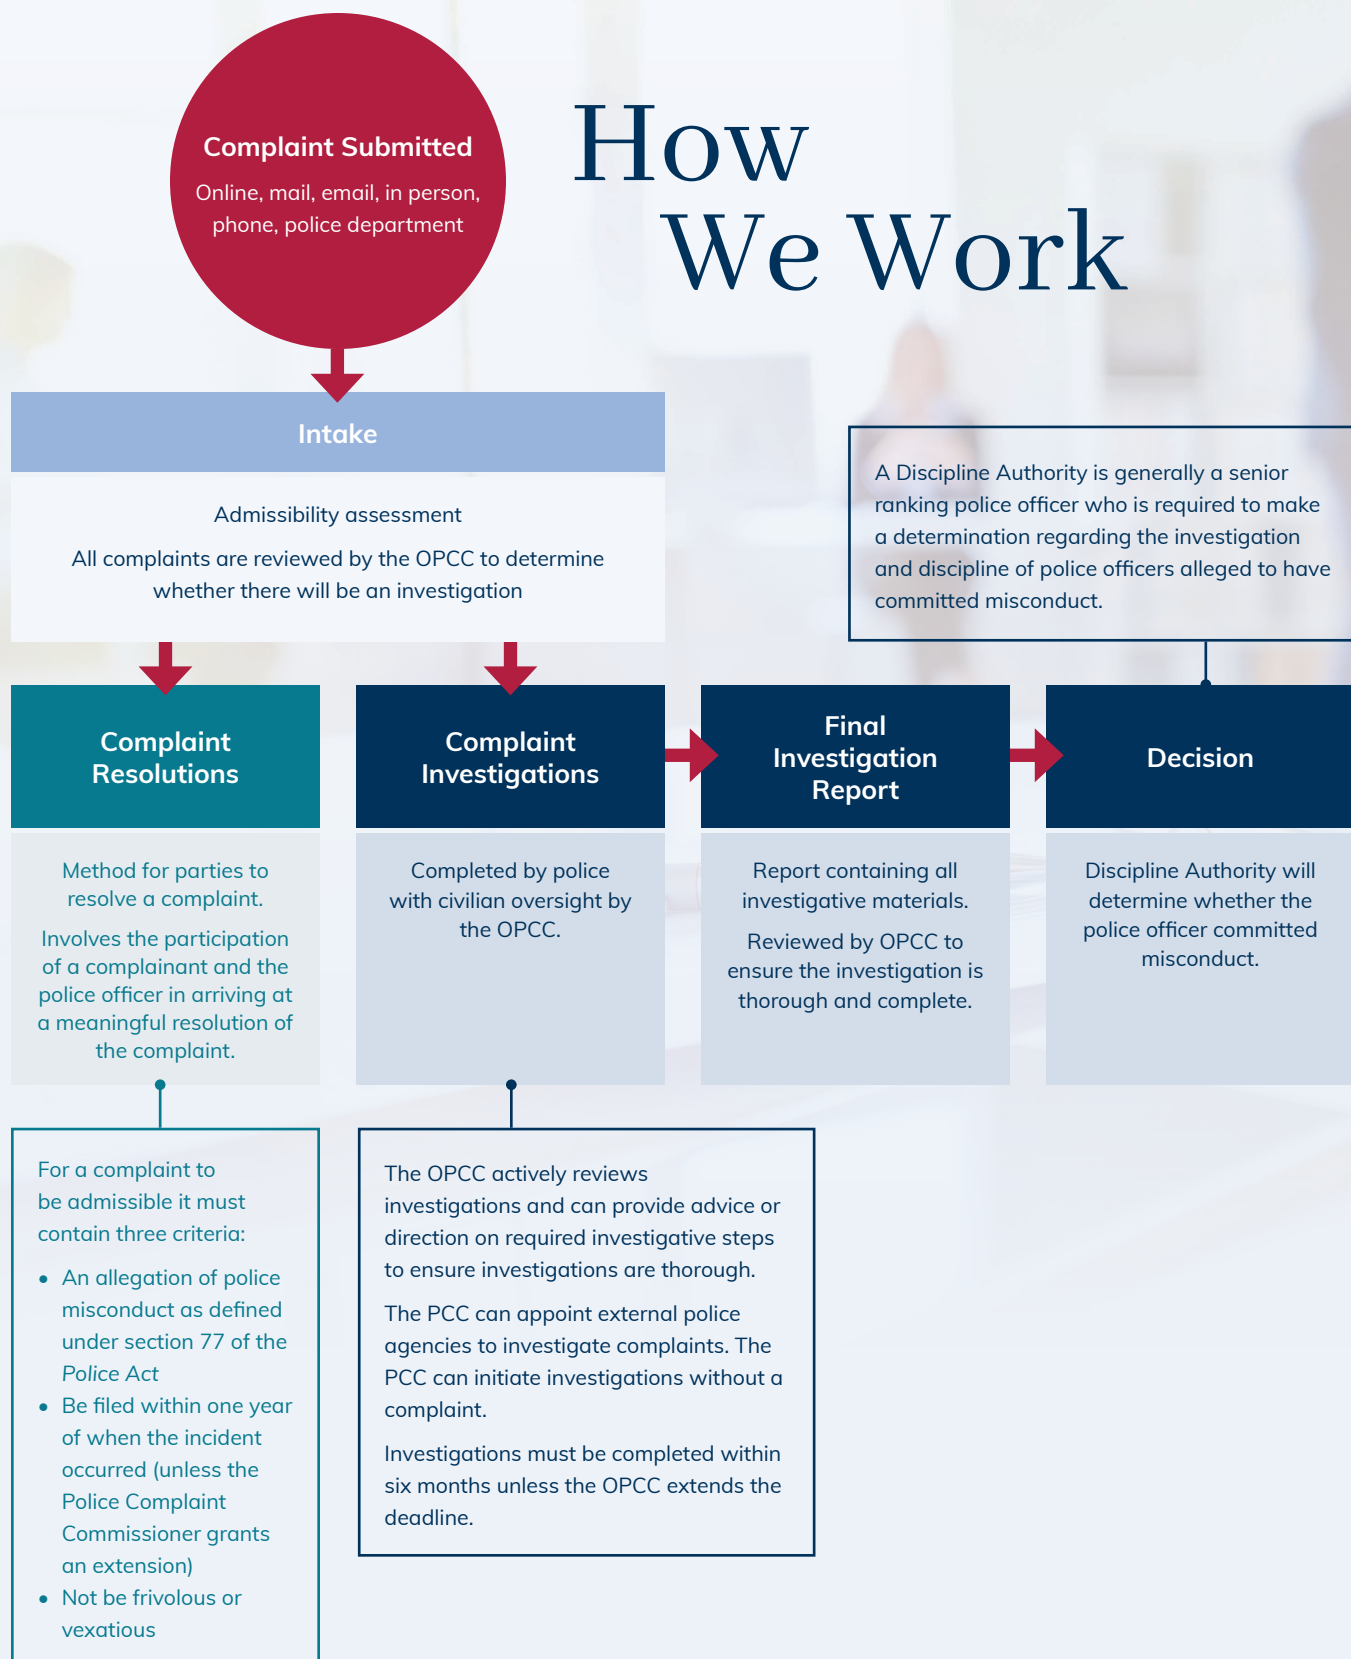 Complaint Submitted
Online, mail, email, in person,
phone, police department
How
We Work
Intake
Admissibility assessment
All complaints are reviewed by the OPCC to determine
whether there will be an investigation
A Discipline Authority is generally a senior
ranking police officer who is required to make
a determination regarding the investigation
and discipline of police officers alleged to have
committed misconduct.
Complaint
Resolutions
Method for parties to
resolve a complaint.
Involves the participation
of a complainant and the
police officer in arriving at
a meaningful resolution of
the complaint.
Complaint
Investigations
Completed by police
with civilian oversight by
the OPCC.
Final
Investigation
Report
Report containing all
investigative materials.
Reviewed by OPCC to
ensure the investigation is
thorough and complete.
Decision
Discipline Authority will
determine whether the
police officer committed
misconduct.
For a complaint to
be admissible it must
contain three criteria:
• An allegation of police
misconduct as defined
under section 77 of the
Police Act
• Be filed within one year
of when the incident
occurred (unless the
Police Complaint
Commissioner grants
an extension)
• Not be frivolous or
vexatious
The OPCC actively reviews
investigations and can provide advice or
direction on required investigative steps
to ensure investigations are thorough.
The PCC can appoint external police
agencies to investigate complaints. The
PCC can initiate investigations without a
complaint.
Investigations must be completed within
six months unless the OPCC extends the
deadline.